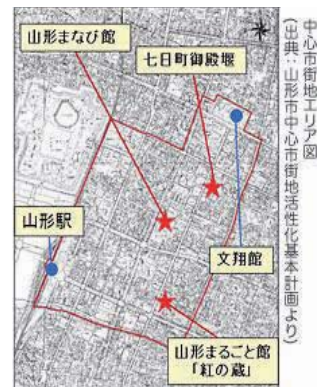 山形まなび館
七日町御殿堰
山形駅
文翔館
山形まるごと館
「紅の蔵」
中心市街地エリア図
(出典:山形市中心市街地活性化基本計画より)